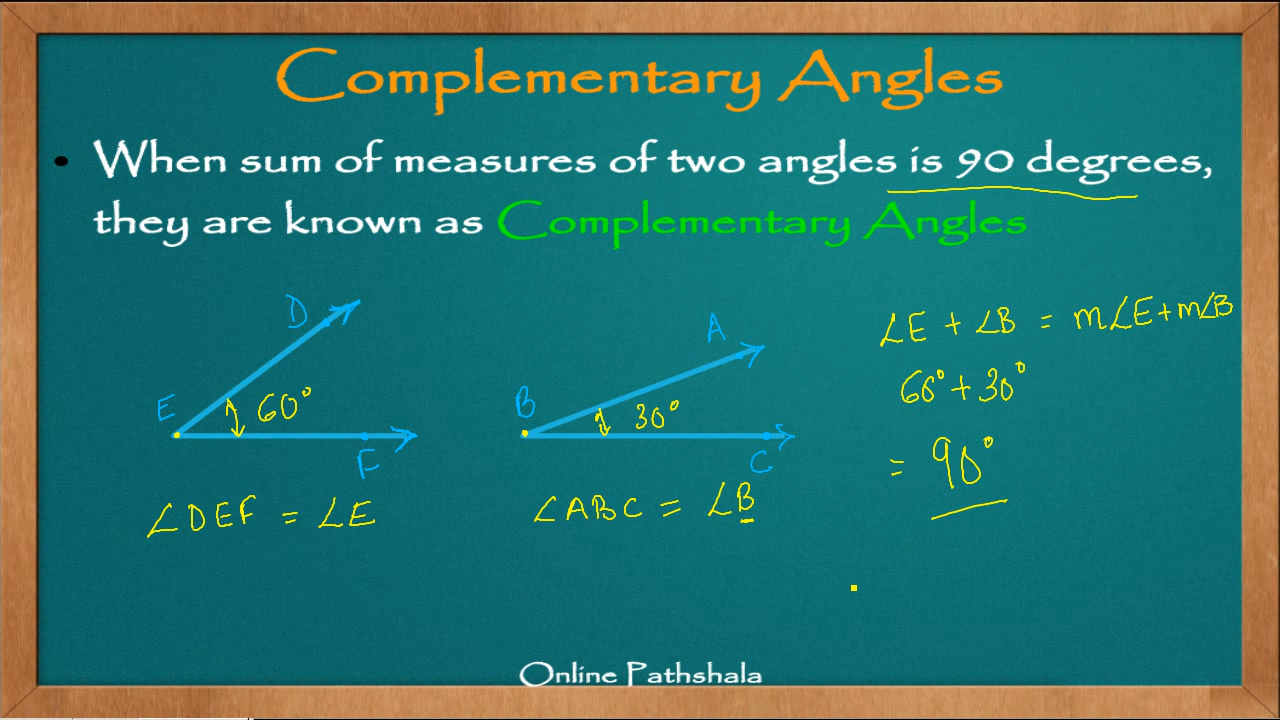 Complementary Angles
• When sum of measures of two angles is 90 degrees,
they are known as Complementary Angles
D
E
60°
F
∠DEF = ∠E
A
B
30°
C
∠ABC = ∠B
∠E + ∠B = m∠E + m∠B
60° + 30°
= 90°
Online Pathshala